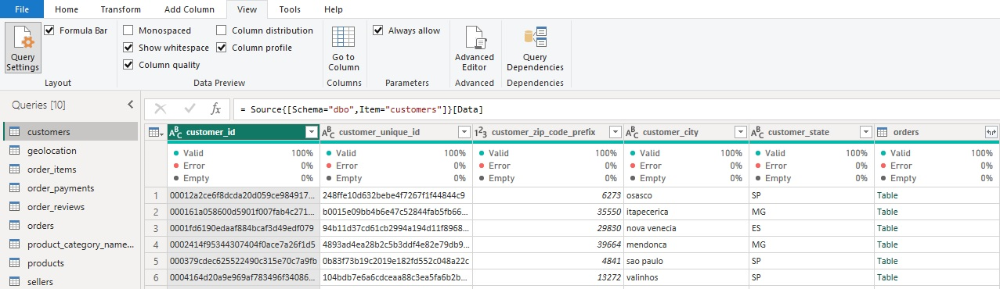 File Home Transform Add Column View Tools Help
Formula Bar Monospaced Column distribution Always allow
Show whitespace Column profile
Column quality
Query Settings Go to Column Advanced Editor Query Dependencies
Layout Data Preview Columns Parameters Advanced Dependencies
Queries [10] <
fx = Source{[Schema="dbo",Item="customers"]}[Data]
customers
geolocation
order_items
order_payments
order_reviews
orders
product_category_name...
products
sellers
ABC customer_id ABC customer_unique_id 123 customer_zip_code_prefix ABC customer_city ABC customer_state orders
Valid 100% Valid 100% Valid 100% Valid 100% Valid 100% Valid 100%
Error 0% Error 0% Error 0% Error 0% Error 0% Error 0%
Empty 0% Empty 0% Empty 0% Empty 0% Empty 0% Empty 0%
1 00012a2ce6f8dcda20d059ce984917... 248ffe10d632bebe4f7267f1f44844c9 6273 osasco SP Table
2 000161a058600d5901f007fab4c271... b0015e09bb4b6e47c52844fab5fb66... 35550 itapecerica MG Table
3 0001fd6190edaaf884bcaf3d49edf079 94b11d37cd61cb2994a194d11f8968... 29830 nova venecia ES Table
4 0002414f95344307404f0ace7a26f1d5 4893ad4ea28b2c5b3ddf4e82e79db9... 39664 mendonca MG Table
5 000379cdec625522490c315e70c7a9fb 0b83f73b19c2019e182fd552c048a22c 4841 sao paulo SP Table
6 0004164d20a9e969af783496f34086... 104bdb7e6a6cdceaa88c3ea5fa6b2b... 13272 valinhos SP Table